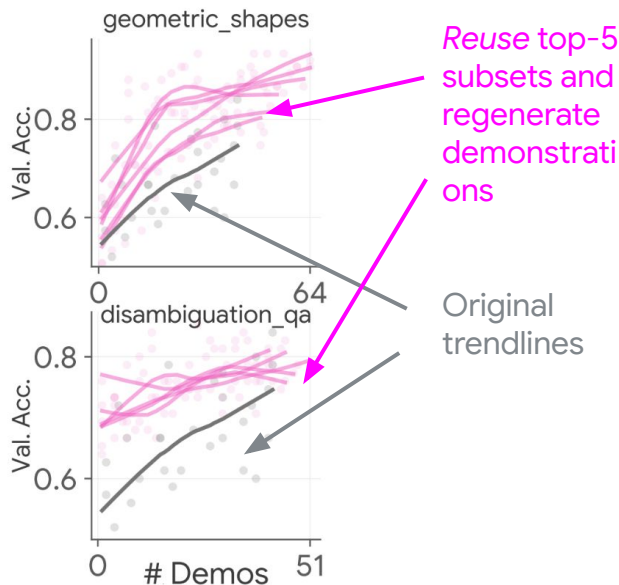 geometric_shapes
Val. Acc.
0.8
0.6
0
64
disambiguation_qa
Val. Acc.
0.8
0.6
0
51
# Demos
Reuse top-5
subsets and
regenerate
demonstrati
ons
Original
trendlines